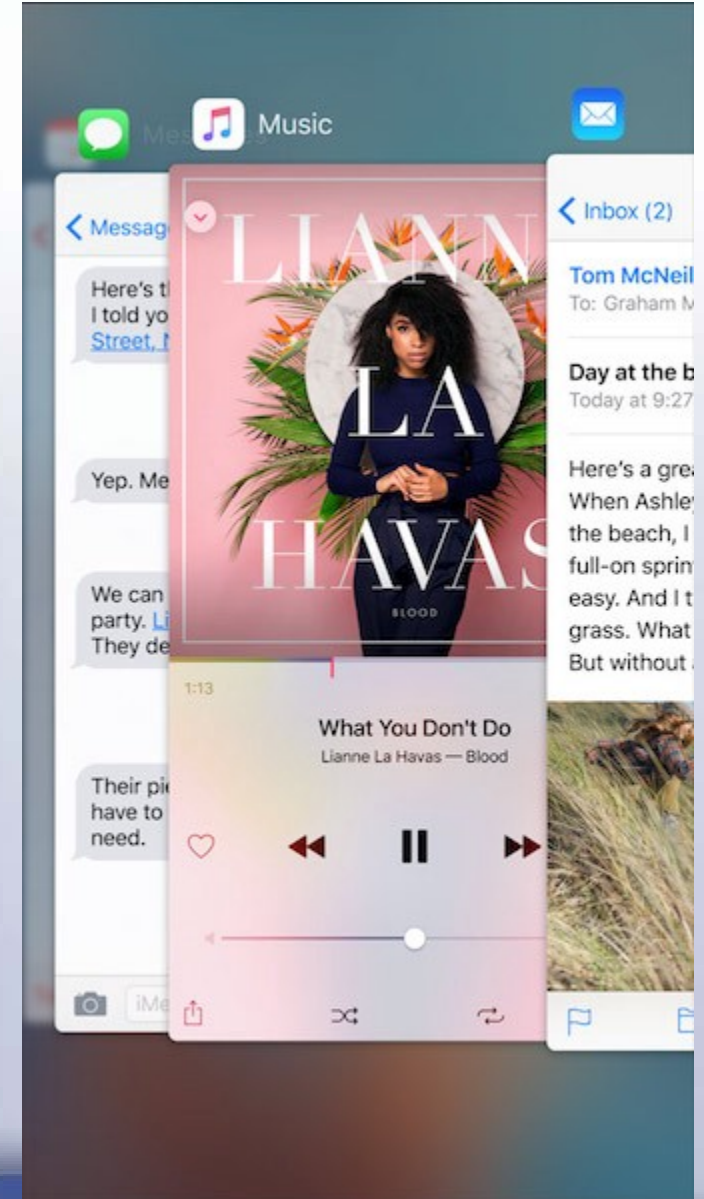 Messages
Music
Messag
Here's t
I told yo
Street,
Yep. Me
We can
party. Li
They de
Their pi
have to
need.
iMe
LIANN
LA
HAVAS
BLOOD
1:13
What You Don't Do
Lianne La Havas — Blood
Inbox (2)
Tom McNeil
To: Graham M
Day at the b
Today at 9:27
Here's a grea
When Ashley
the beach, I
full-on sprin
easy. And I t
grass. What
But without